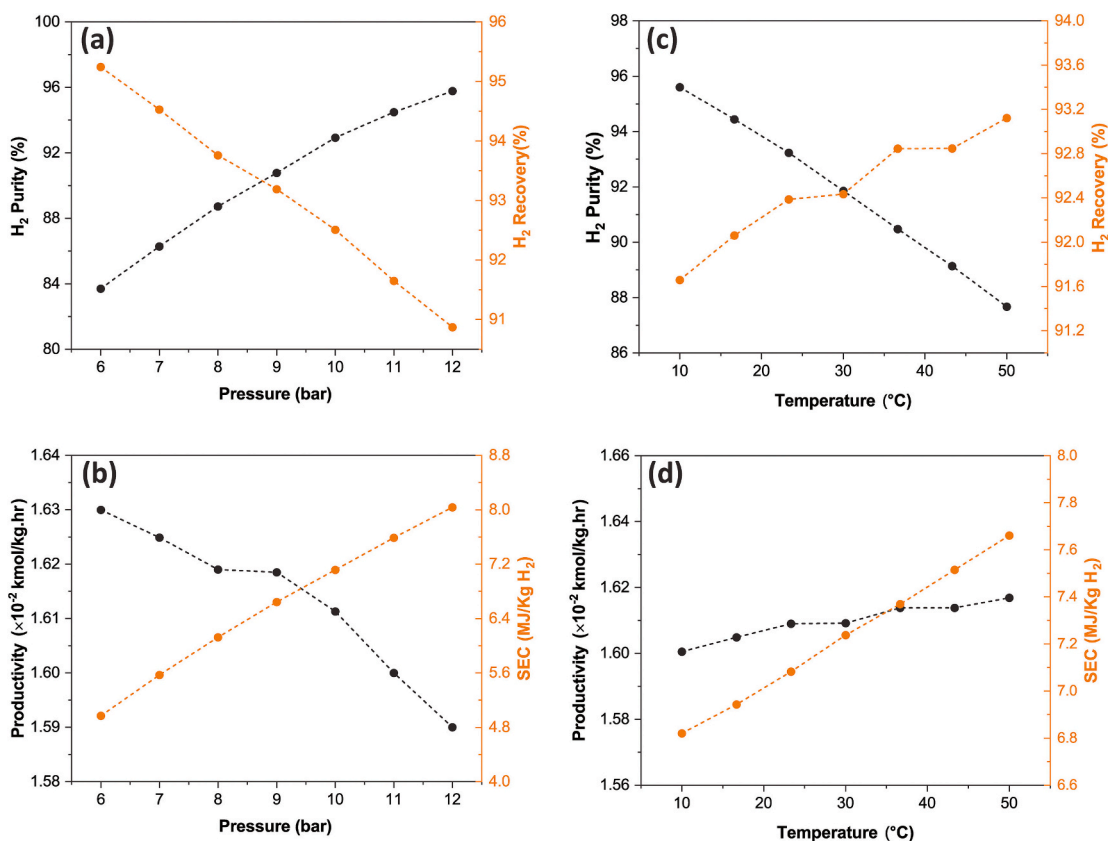 (a)
100
96
92
88
84
80
H2 Purity (%)
96
95
94
93
92
91
H2 Recovery(%)
6 7 8 9 10 11 12
Pressure (bar)
(c)
98
96
94
92
90
88
86
H2 Purity (%)
94.0
93.6
93.2
92.8
92.4
92.0
91.6
91.2
H2 Recovery (%)
10 20 30 40 50
Temperature (°C)
(b)
1.64
1.63
1.62
1.61
1.60
1.59
1.58
Productivity (×10⁻² kmol/kg.hr)
8.8
8.0
7.2
6.4
5.6
4.8
4.0
SEC (MJ/Kg H2)
6 7 8 9 10 11 12
Pressure (bar)
(d)
1.66
1.64
1.62
1.60
1.58
1.56
Productivity (×10⁻² kmol/kg.hr)
8.0
7.8
7.6
7.4
7.2
7.0
6.8
6.6
SEC (MJ/Kg H2)
10 20 30 40 50
Temperature (°C)